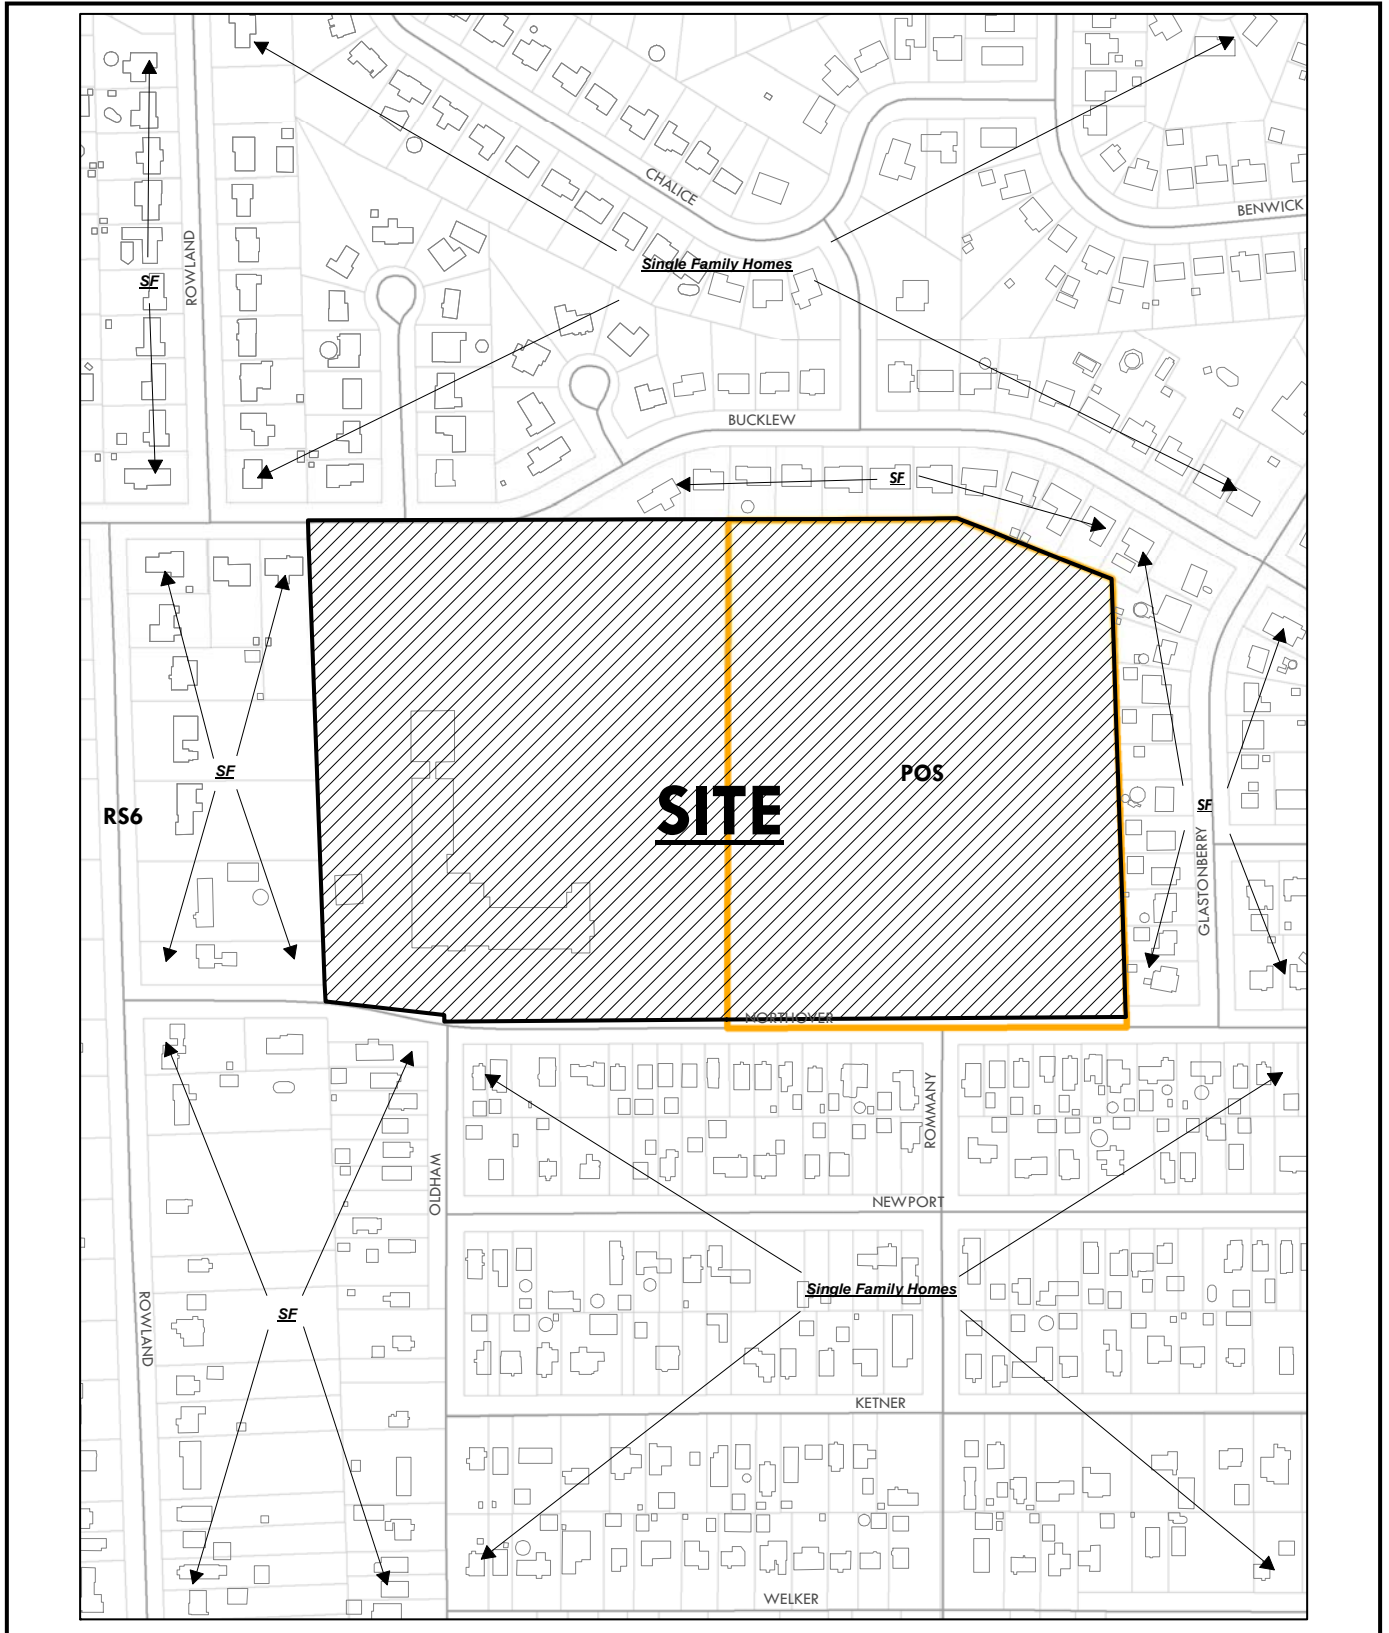 CHALICE
BENWICK
ROWLAND
Single Family Homes
SF
BUCKLEW
SF
SF
POS
SITE
RS6
SF
GLASTONBERRY
NORTHOVER
ROMMANY
OLDHAM
NEWPORT
Single Family Homes
SF
ROWLAND
KETNER
WELKER